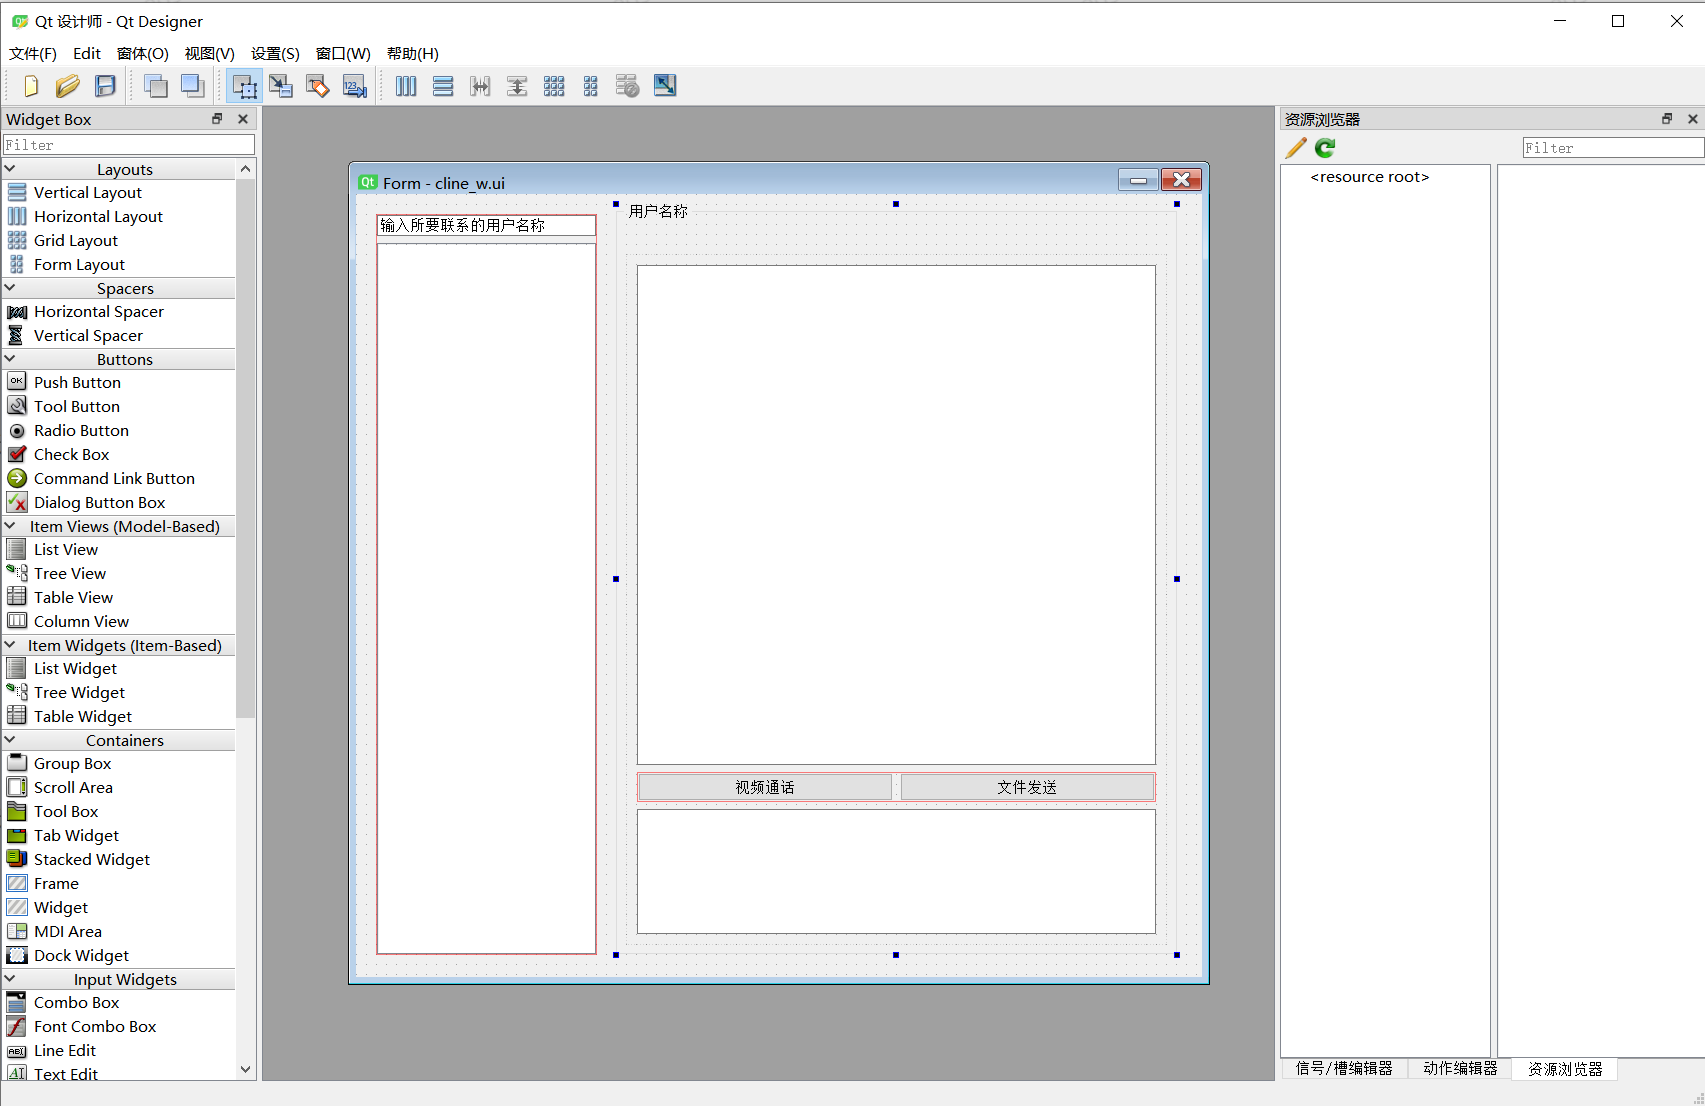 Qt 设计师 - Qt Designer
文件(F) Edit 窗体(O) 视图(V) 设置(S) 窗口(W) 帮助(H)
123
Widget Box
Filter
Layouts
Vertical Layout
Horizontal Layout
Grid Layout
Form Layout
Spacers
Horizontal Spacer
Vertical Spacer
Buttons
OK Push Button
Tool Button
Radio Button
Check Box
Command Link Button
Dialog Button Box
Item Views (Model-Based)
List View
Tree View
Table View
Column View
Item Widgets (Item-Based)
List Widget
Tree Widget
Table Widget
Containers
Group Box
Scroll Area
Tool Box
Tab Widget
Stacked Widget
Frame
Widget
MDI Area
Dock Widget
Input Widgets
Combo Box
Font Combo Box
ABI Line Edit
AI Text Edit
Qt Form - cline_w.ui
输入所要联系的用户名称
用户名称
视频通话
文件发送
资源浏览器
Filter
<resource root>
信号/槽编辑器 动作编辑器 资源浏览器